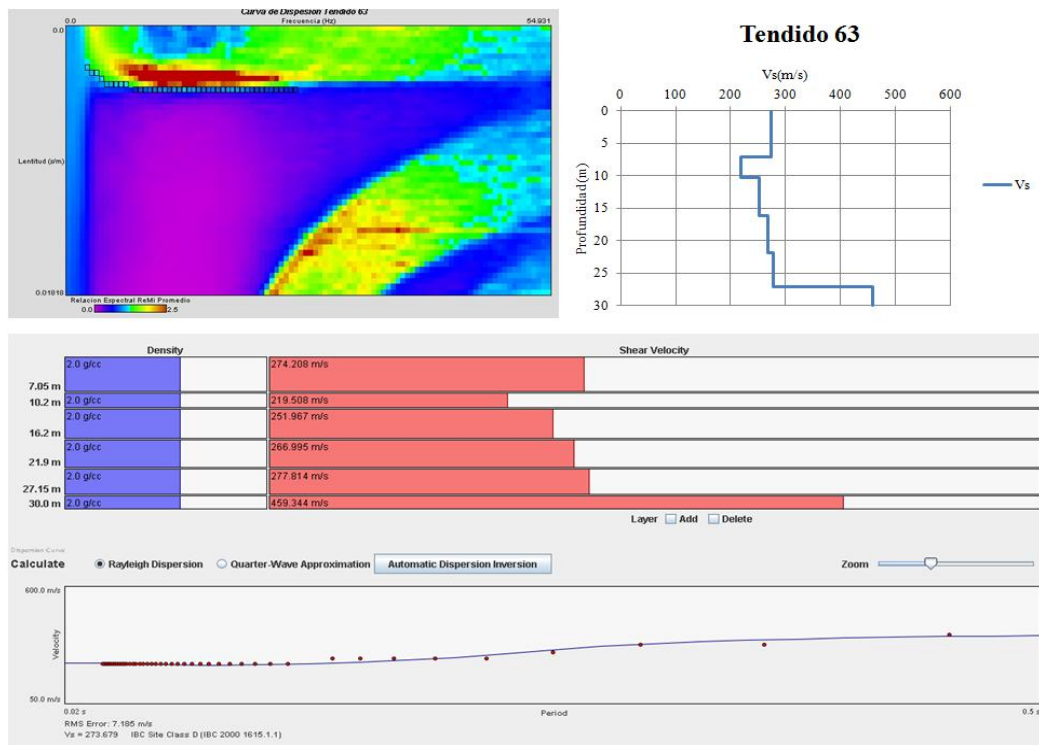 Curva de Dispesion Tendido 63
0.0 Frecuencia (Hz) 54.931
0.0
Lentitud (s/m)
0.01810
Relacion Espectral ReMi Promedio
0.0 2.5
Tendido 63
Vs(m/s)
0 100 200 300 400 500 600
0
5
10
15
20
25
30
Profundidad(m)
Vs
Density Shear Velocity
2.0 g/cc 274.208 m/s
7.05 m
2.0 g/cc 219.508 m/s
10.2 m
2.0 g/cc 251.967 m/s
16.2 m
2.0 g/cc 266.995 m/s
21.9 m
2.0 g/cc 277.814 m/s
27.15 m
2.0 g/cc 459.344 m/s
30.0 m
Layer Add Delete
Dispersion Curve
Calculate Rayleigh Dispersion Quarter-Wave Approximation Automatic Dispersion Inversion Zoom
600.0 m/s
Velocity
50.0 m/s
0.02 s Period 0.5 s
RMS Error: 7.185 m/s
Vs = 273.679 IBC Site Class D (IBC 2000 1615.1.1)